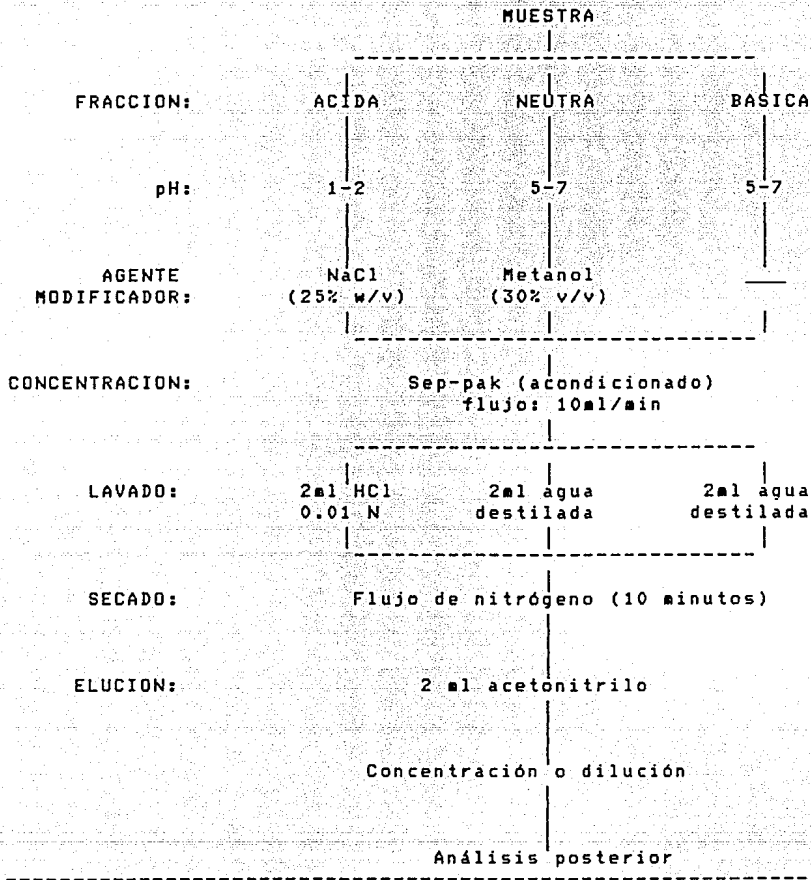 MUESTRA
FRACCION: ACIDA NEUTRA BASICA
pH: 1-2 5-7 5-7
AGENTE NaCl Metanol
MODIFICADOR: (25% w/v) (30% v/v)
CONCENTRACION: Sep-pak (acondicionado)
flujo: 10ml/min
LAVADO: 2ml HCl 2ml agua 2ml agua
0.01 N destilada destilada
SECADO: Flujo de nitrógeno (10 minutos)
ELUCION: 2 ml acetonitrilo
Concentración o dilución
Análisis posterior